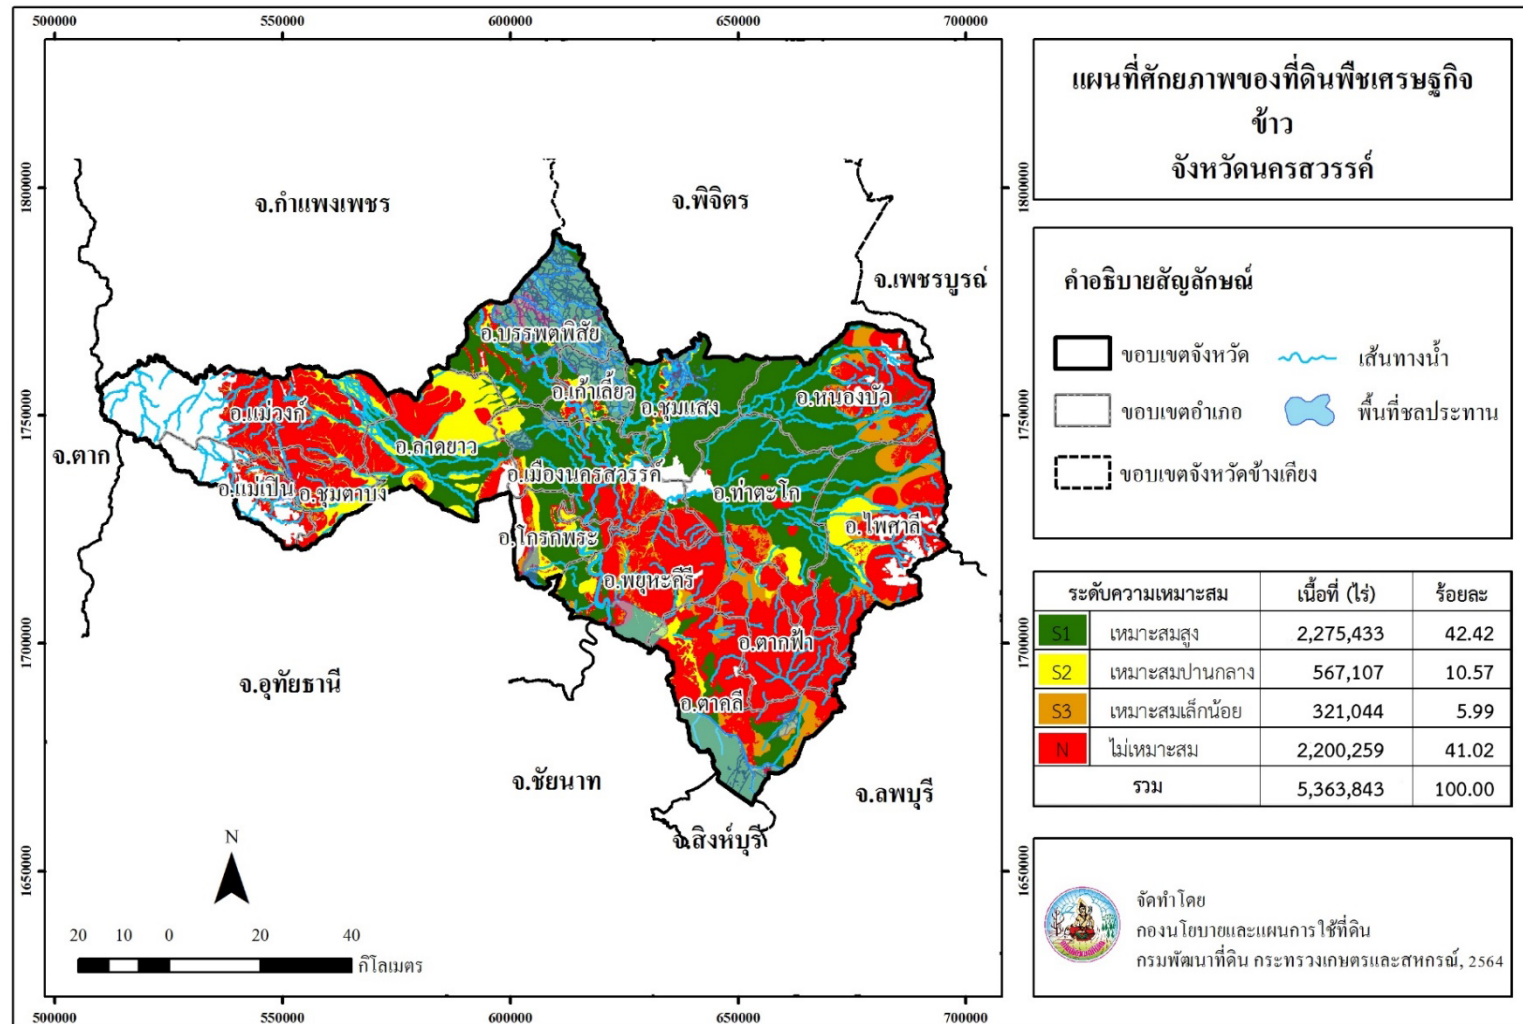 500000 550000 600000 650000 700000
แผนที่ศักยภาพของที่ดินพืชเศรษฐกิจ
ข้าว
จังหวัดนครสวรรค์
1800000 1800000
จ.กำแพงเพชร
จ.พิจิตร
จ.เพชรบูรณ์
คำอธิบายสัญลักษณ์
ขอบเขตจังหวัด เส้นทางน้ำ
ขอบเขตอำเภอ พื้นที่ชลประทาน
ขอบเขตจังหวัดข้างเคียง
อ.บรรพตพิสัย
อ.เก้าเลี้ยว
อ.ชุมแสง
อ.หนองบัว
1750000 1750000
อ.แม่วงก์
อ.ลาดยาว
จ.ตาก
อ.แม่เปิน อ.ชุมตาบง
อ.เมืองนครสวรรค์
อ.ท่าตะโก
อ.ไพศาลี
อ.โกรกพระ
อ.พยุหะคีรี
1700000 1700000
อ.ตากฟ้า
จ.อุทัยธานี
อ.ตาคลี
จ.ชัยนาท
จ.ลพบุรี
จ.สิงห์บุรี
ระดับความเหมาะสม เนื้อที่ (ไร่) ร้อยละ
S1 เหมาะสมสูง 2,275,433 42.42
S2 เหมาะสมปานกลาง 567,107 10.57
S3 เหมาะสมเล็กน้อย 321,044 5.99
N ไม่เหมาะสม 2,200,259 41.02
รวม 5,363,843 100.00
1650000 1650000
N
20 10 0 20 40
กิโลเมตร
จัดทำโดย
กองนโยบายและแผนการใช้ที่ดิน
กรมพัฒนาที่ดิน กระทรวงเกษตรและสหกรณ์, 2564
500000 550000 600000 650000 700000